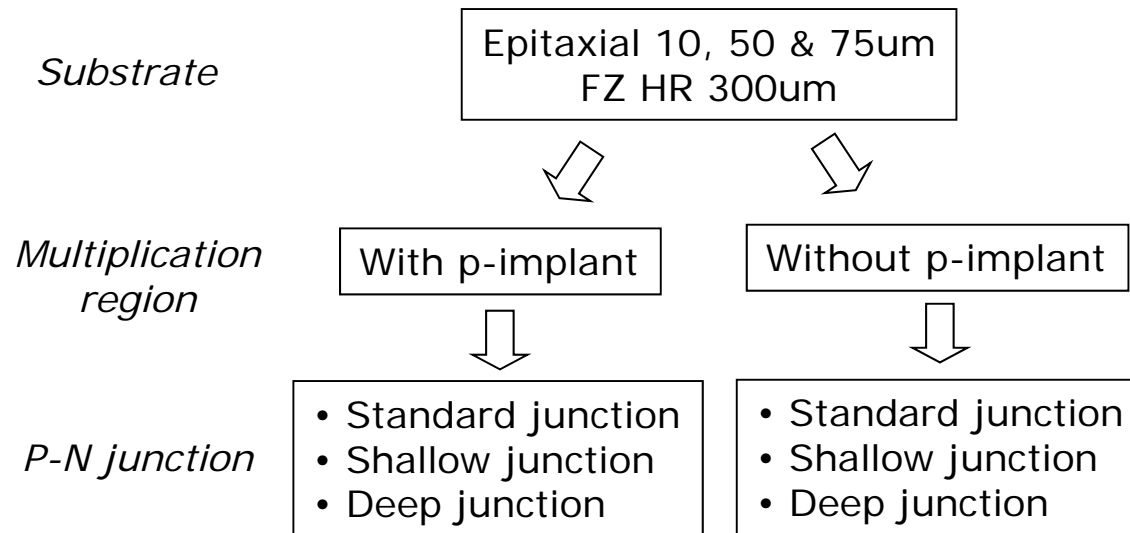 Substrate
Epitaxial 10, 50 & 75um
FZ HR 300um
Multiplication
region
With p-implant
Without p-implant
P-N junction
• Standard junction
• Shallow junction
• Deep junction
• Standard junction
• Shallow junction
• Deep junction